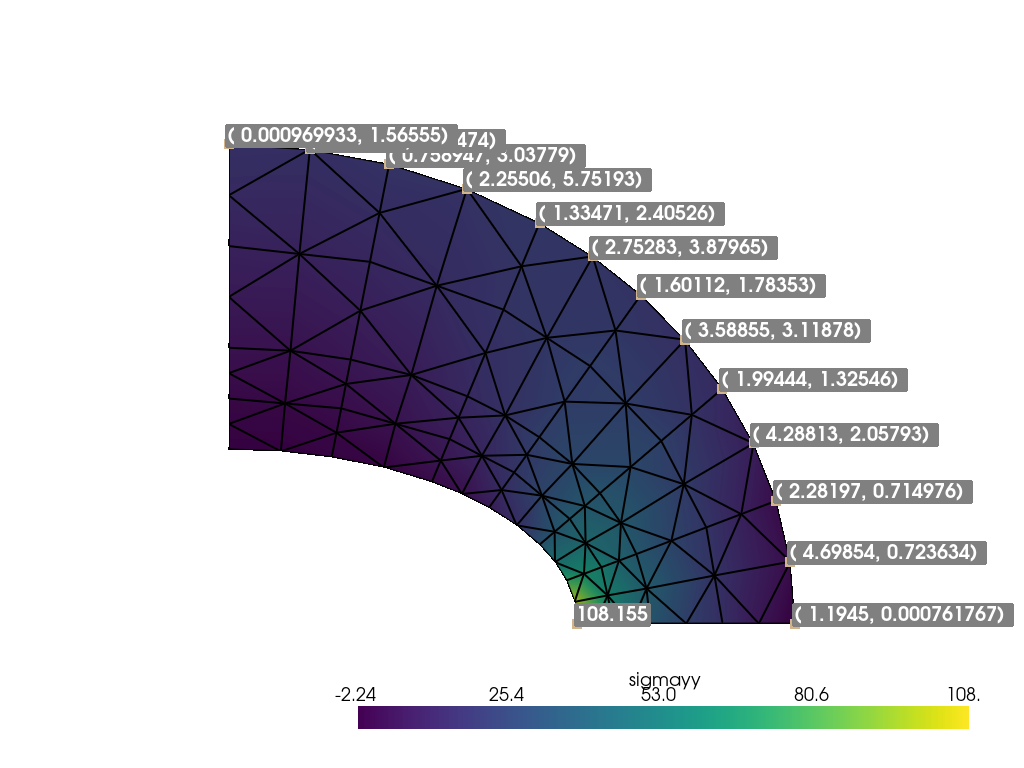 ( 0.000969933, 1.56555)
474)
( 0.756947, 3.03779)
( 2.25506, 5.75193)
( 1.33471, 2.40526)
( 2.75283, 3.87965)
( 1.60112, 1.78353)
( 3.58855, 3.11878)
( 1.99444, 1.32546)
( 4.28813, 2.05793)
( 2.28197, 0.714976)
( 4.69854, 0.723634)
108.155
( 1.1945, 0.000761767)
sigmayy
-2.24 25.4 53.0 80.6 108.